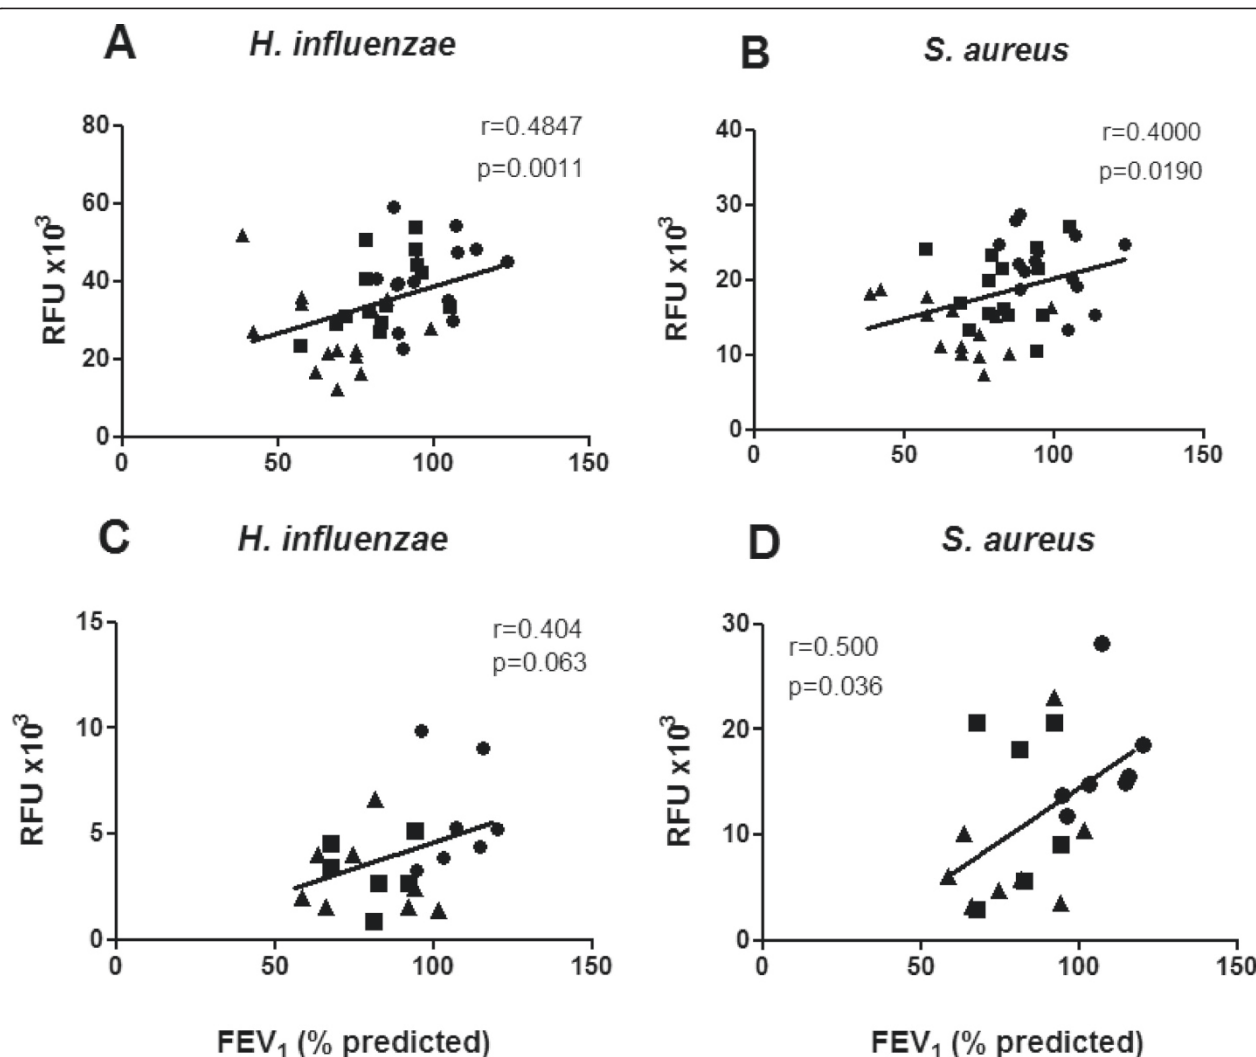 A
H. influenzae
r=0.4847
p=0.0011
RFU x10³
80
60
40
20
0
0 50 100 150
B
S. aureus
r=0.4000
p=0.0190
RFU x10³
40
30
20
10
0
0 50 100 150
C
H. influenzae
r=0.404
p=0.063
RFU x10³
15
10
5
0
0 50 100 150
FEV₁ (% predicted)
D
S. aureus
r=0.500
p=0.036
RFU x10³
30
20
10
0
0 50 100 150
FEV₁ (% predicted)